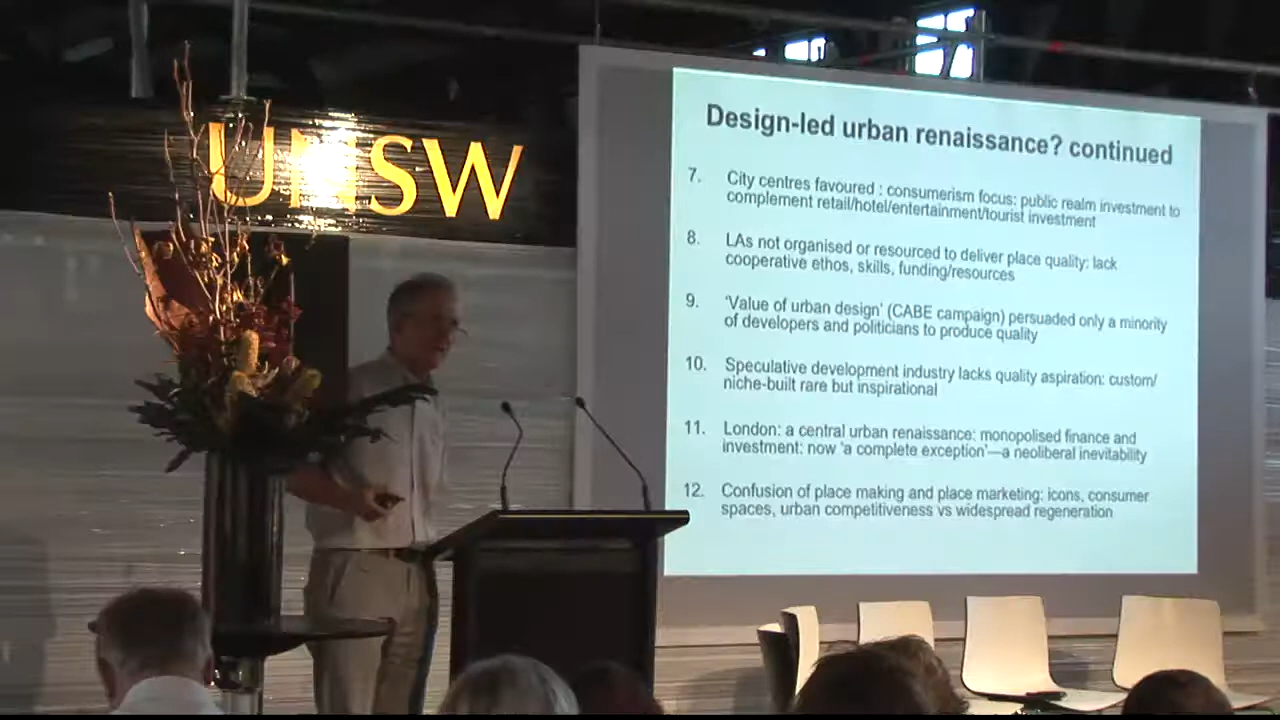 UNSW
Design-led urban renaissance? continued
7. City centres favoured : consumerism focus: public realm investment to
complement retail/hotel/entertainment/tourist investment
8. LAs not organised or resourced to deliver place quality: lack
cooperative ethos, skills, funding/resources
9. 'Value of urban design' (CABE campaign) persuaded only a minority
of developers and politicians to produce quality
10. Speculative development industry lacks quality aspiration: custom/
niche-built rare but inspirational
11. London: a central urban renaissance: monopolised finance and
investment: now 'a complete exception'—a neoliberal inevitability
12. Confusion of place making and place marketing: icons, consumer
spaces, urban competitiveness vs widespread regeneration